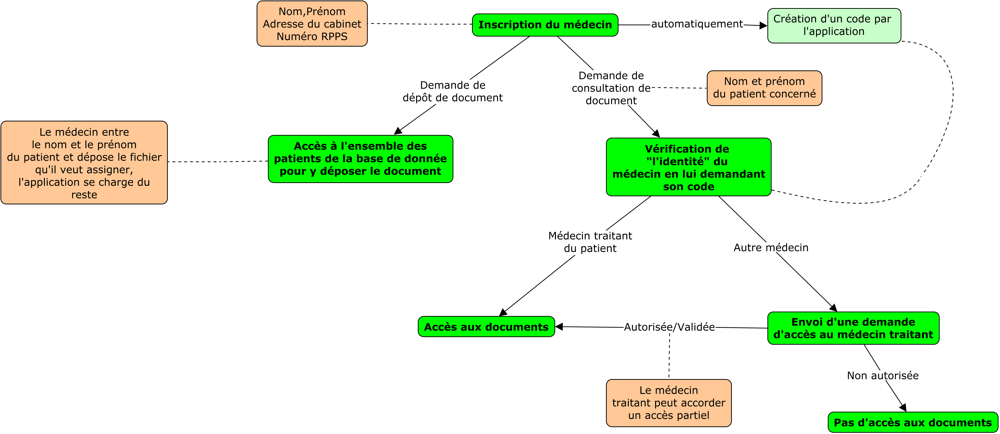 Nom,Prénom
Adresse du cabinet
Numéro RPPS
Inscription du médecin
automatiquement
Création d'un code par
l'application
Demande de
dépôt de document
Demande de
consultation de
document
Nom et prénom
du patient concerné
Le médecin entre
le nom et le prénom
du patient et dépose le fichier
qu'il veut assigner,
l'application se charge du
reste
Accès à l'ensemble des
patients de la base de donnée
pour y déposer le document
Vérification de
"l'identité" du
médecin en lui demandant
son code
Médecin traitant
du patient
Autre médecin
Accès aux documents
Autorisée/Validée
Envoi d'une demande
d'accès au médecin traitant
Non autorisée
Le médecin
traitant peut accorder
un accès partiel
Pas d'accès aux documents